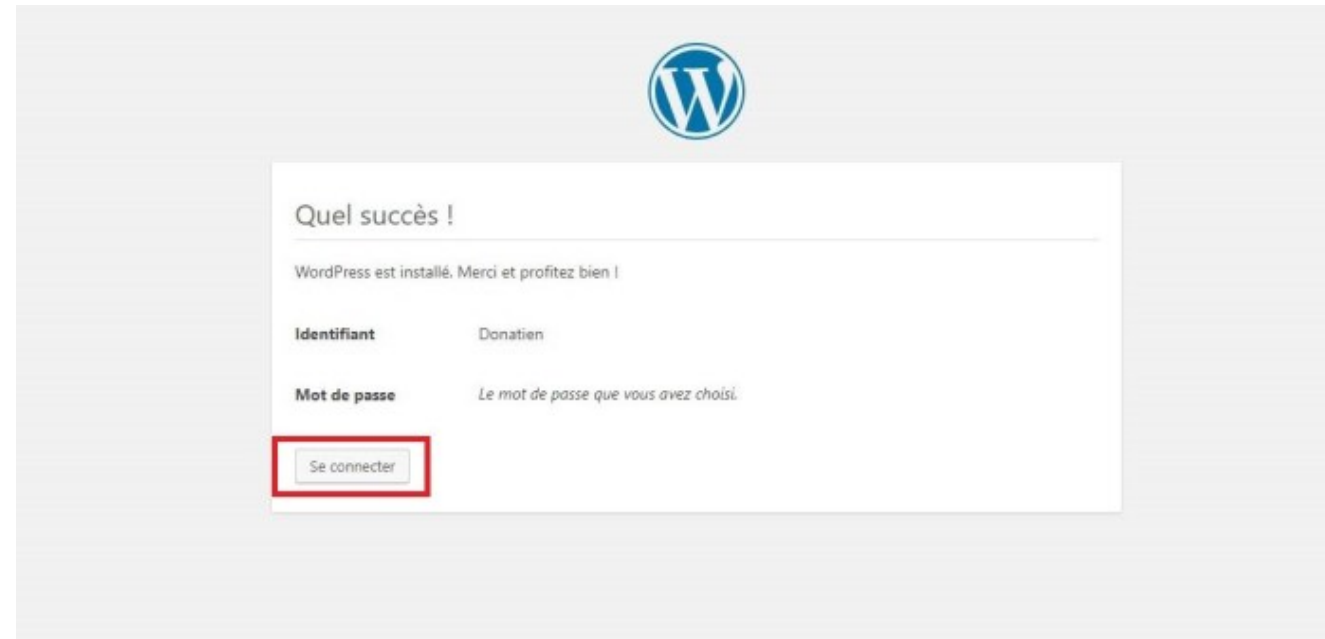 Quel succès !
WordPress est installé. Merci et profitez bien !
Identifiant Donatien
Mot de passe Le mot de passe que vous avez choisi.
Se connecter